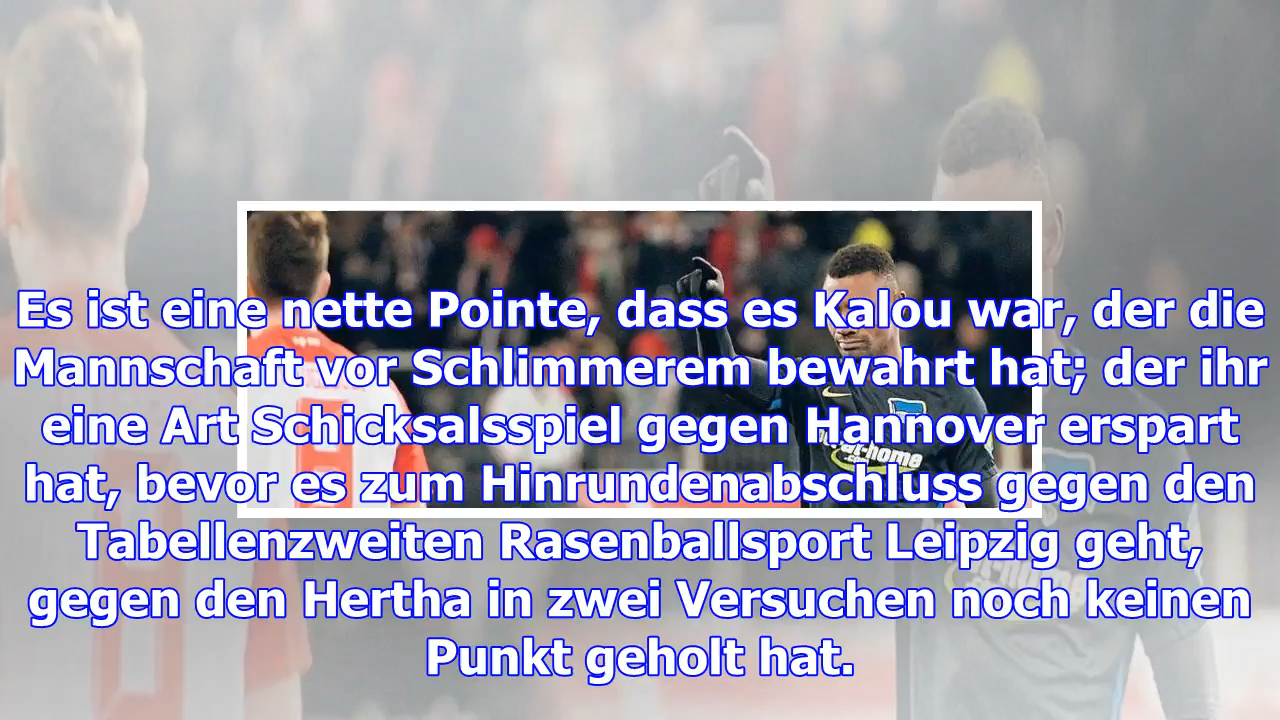 Es ist eine nette Pointe, dass es Kalou war, der die
Mannschaft vor Schlimmerem bewahrt hat; der ihr
eine Art Schicksalsspiel gegen Hannover erspart
hat, bevor es zum Hinrundenabschluss gegen den
Tabellenzweiten Rasenballsport Leipzig geht,
gegen den Hertha in zwei Versuchen noch keinen
Punkt geholt hat.